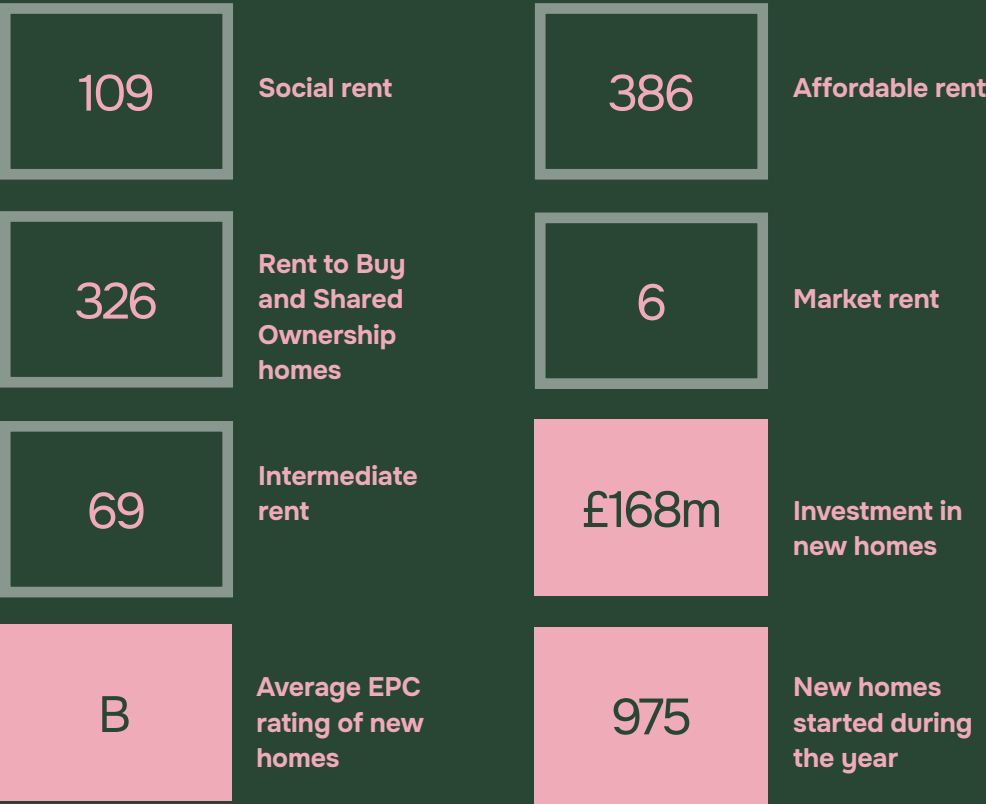 109
Social rent
386
Affordable rent
326
Rent to Buy
and Shared
Ownership
homes
6
Market rent
69
Intermediate
rent
£168m
Investment in
new homes
B
Average EPC
rating of new
homes
975
New homes
started during
the year